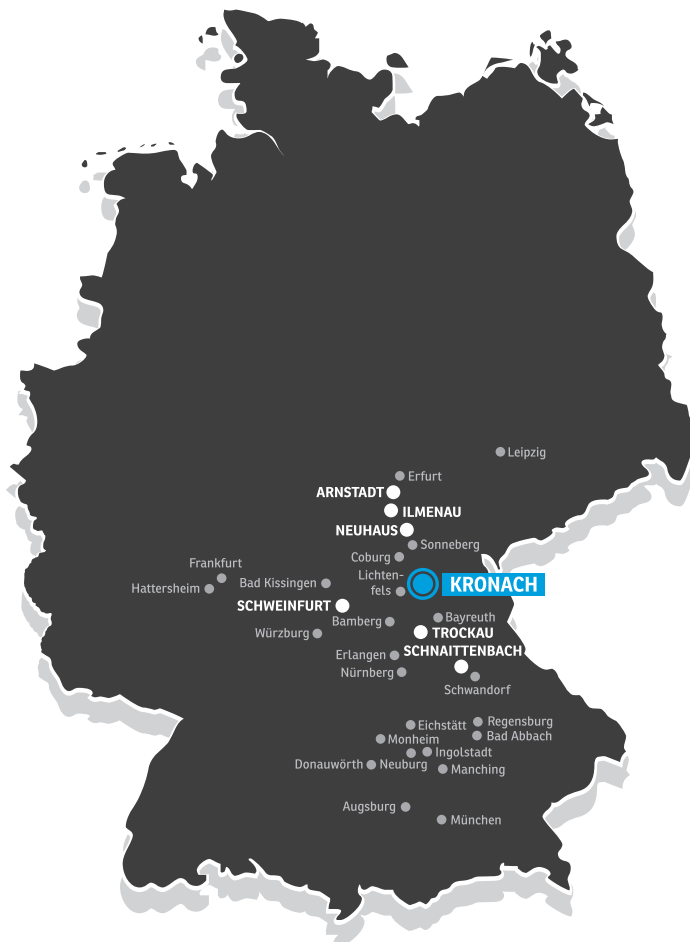 Leipzig
Erfurt
ARNSTADT
ILMENAU
NEUHAUS
Sonneberg
Coburg
Frankfurt
Lichten-
fels
KRONACH
Hattersheim
Bad Kissingen
SCHWEINFURT
Bamberg
Bayreuth
Würzburg
TROCKAU
SCHNAITTENBACH
Erlangen
Nürnberg
Schwandorf
Eichstätt
Regensburg
Monheim
Bad Abbach
Ingolstadt
Donauwörth
Neuburg
Manching
Augsburg
München